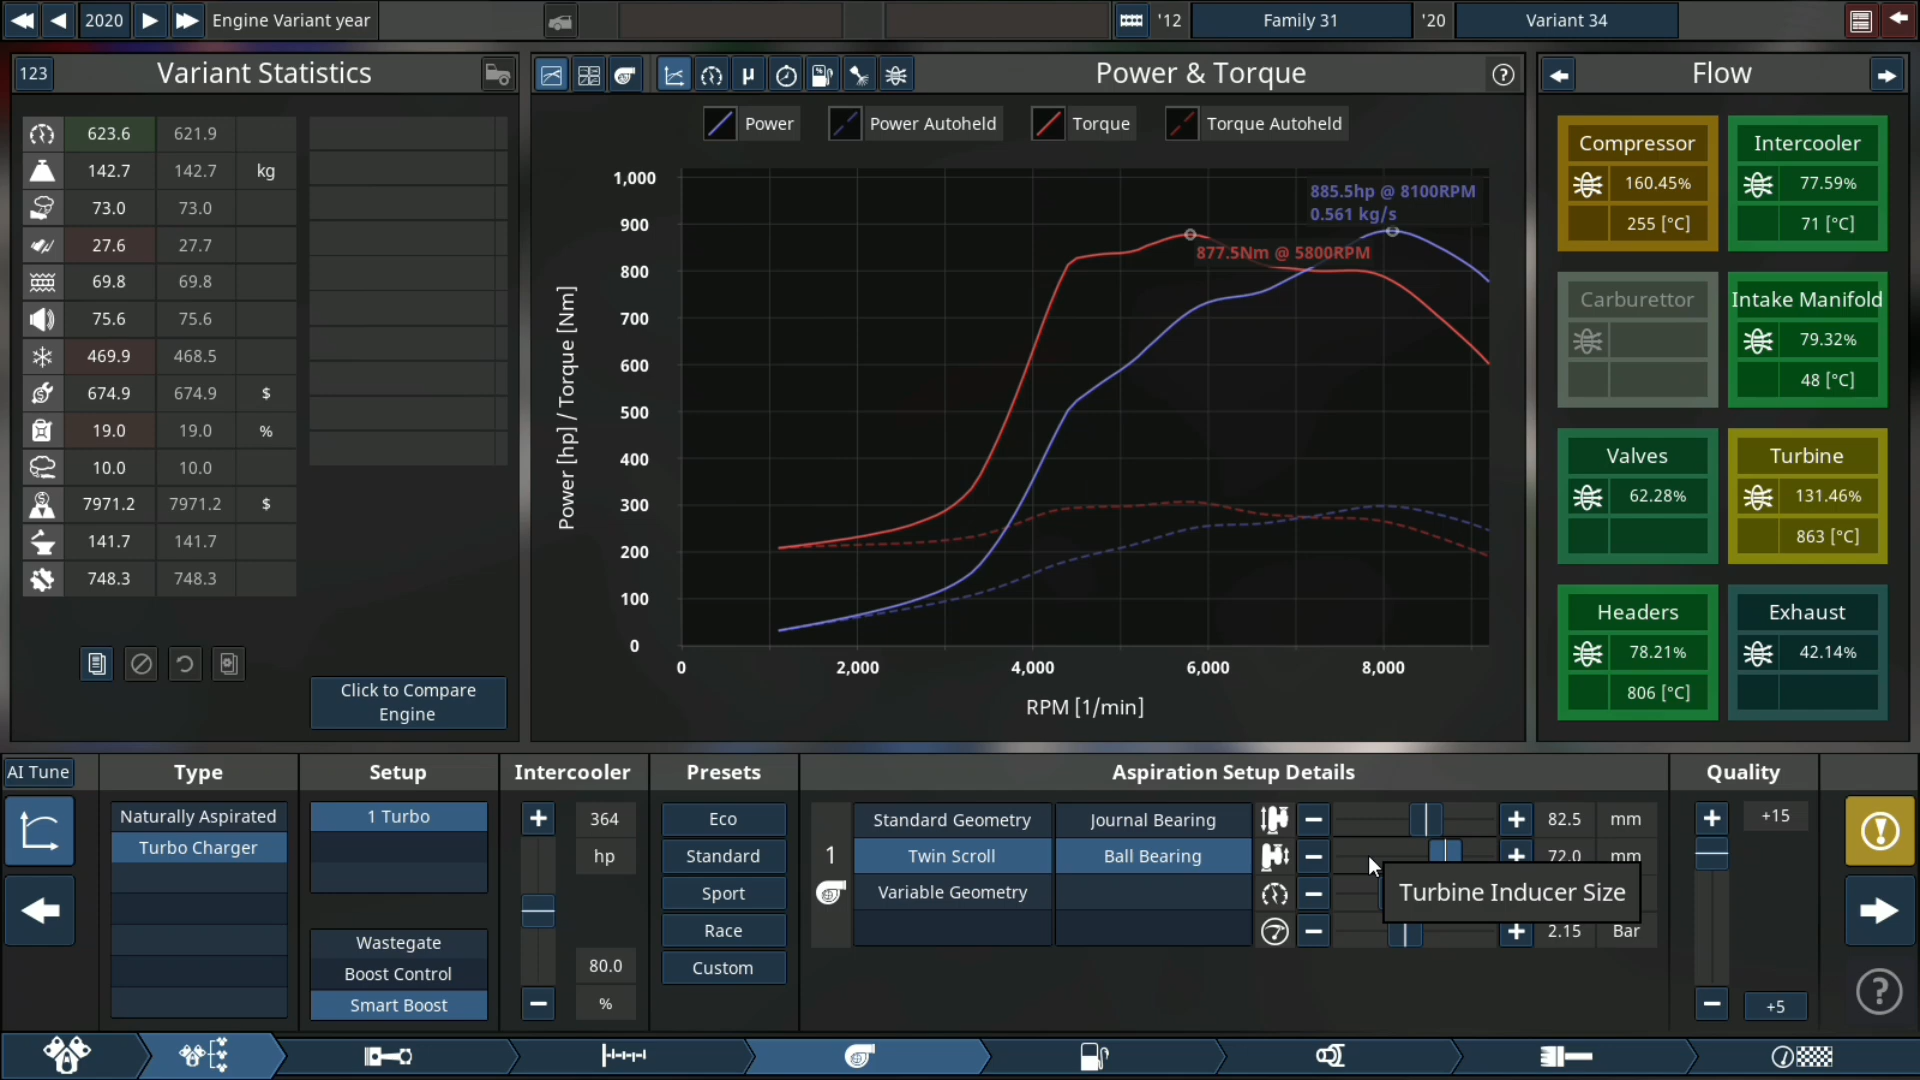 2020
Engine Variant year
'12
Family 31
'20
Variant 34
123
Variant Statistics
623.6 621.9
142.7 142.7 kg
73.0 73.0
27.6 27.7
69.8 69.8
75.6 75.6
469.9 468.5
674.9 674.9 $
19.0 19.0 %
10.0 10.0
7971.2 7971.2 $
141.7 141.7
748.3 748.3
Click to Compare
Engine
μ
Power & Torque
?
Power
Power Autoheld
Torque
Torque Autoheld
885.5hp @ 8100RPM
0.561 kg/s
877.5Nm @ 5800RPM
Power [hp] / Torque [Nm]
1,000
900
800
700
600
500
400
300
200
100
0
0 2,000 4,000 6,000 8,000
RPM [1/min]
Flow
Compressor
160.45%
255 [°C]
Intercooler
77.59%
71 [°C]
Carburettor
Intake Manifold
79.32%
48 [°C]
Valves
62.28%
Turbine
131.46%
863 [°C]
Headers
78.21%
806 [°C]
Exhaust
42.14%
AI Tune
Type
Naturally Aspirated
Turbo Charger
Setup
1 Turbo
Wastegate
Boost Control
Smart Boost
Intercooler
364
hp
80.0
%
Presets
Eco
Standard
Sport
Race
Custom
Aspiration Setup Details
1
Standard Geometry
Twin Scroll
Variable Geometry
Journal Bearing
Ball Bearing
82.5 mm
72.0 mm
Turbine Inducer Size
2.15 Bar
Quality
+15
+5
?